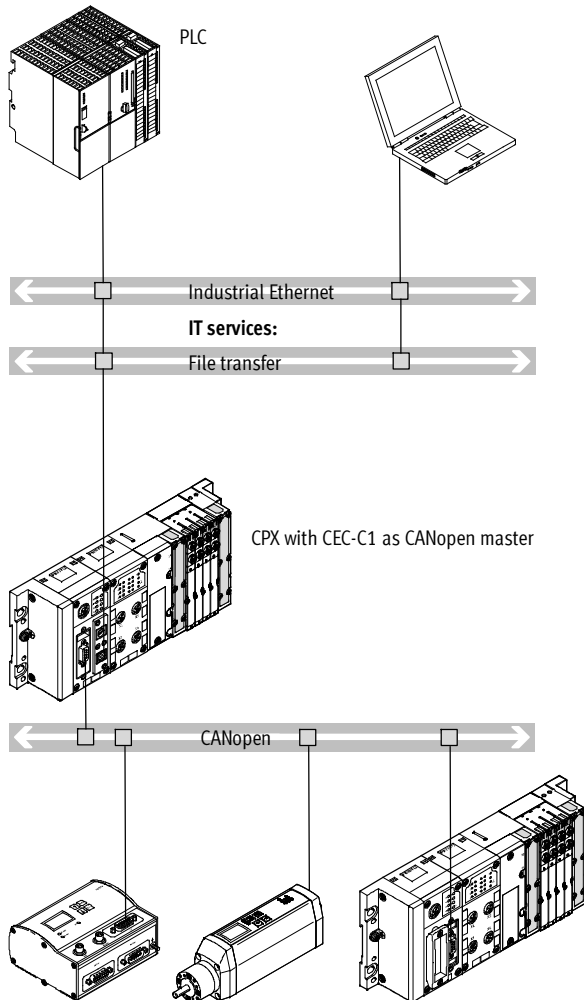 PLC
Industrial Ethernet
IT services:
File transfer
CPX with CEC-C1 as CANopen master
CANopen